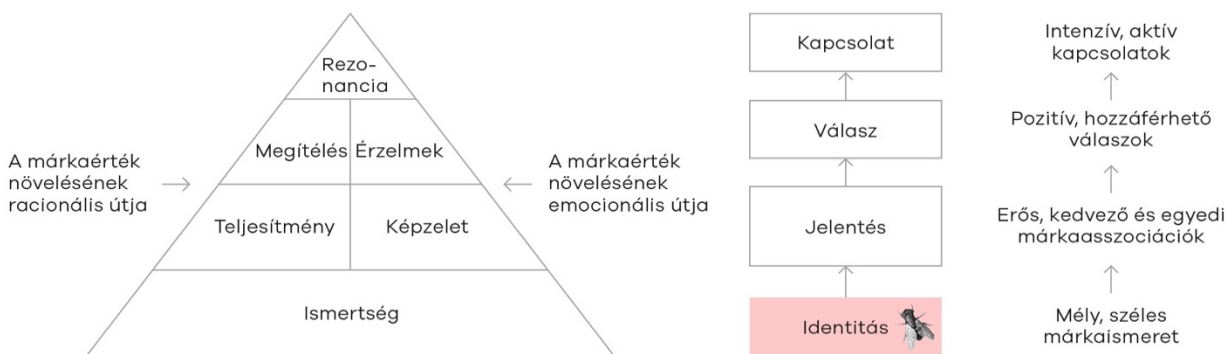 Rezo-
nancia
Megítélés
Érzelmek
Teljesítmény
Képzelet
Ismertség
A márkaérték
növelésének
racionális útja
A márkaérték
növelésének
emocionális útja
Kapcsolat
Válasz
Jelentés
Identitás
Intenzív, aktív
kapcsolatok
Pozitív, hozzáférhető
válaszok
Erős, kedvező és egyedi
márkaasszociációk
Mély, széles
márkaismeret